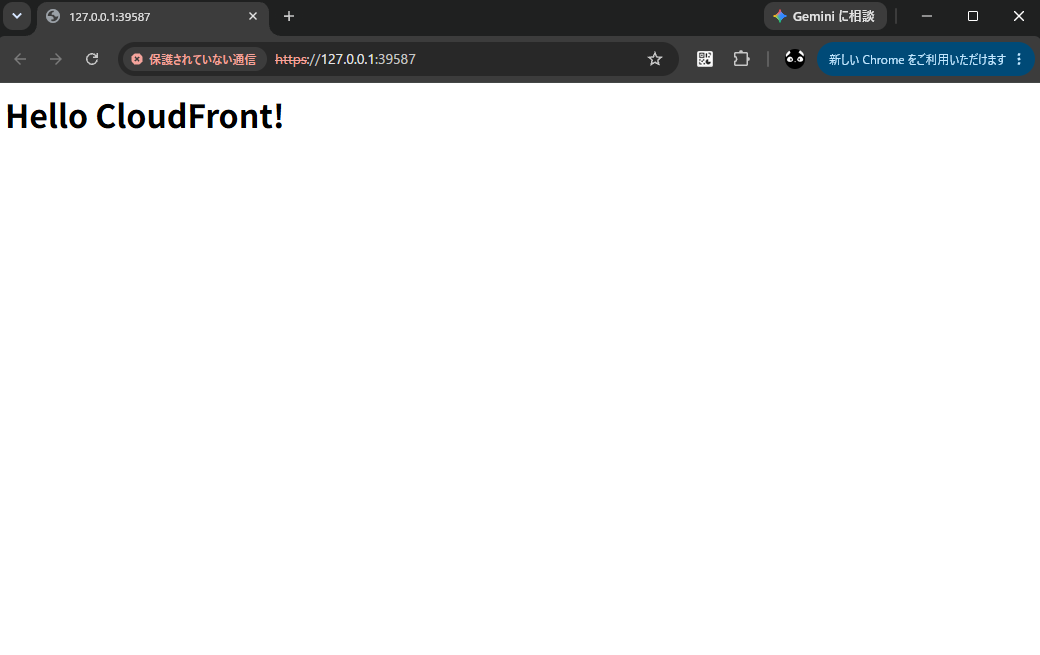 127.0.0.1:39587
Gemini に相談
保護されていない通信
https://127.0.0.1:39587
新しい Chrome をご利用いただけます
Hello CloudFront!